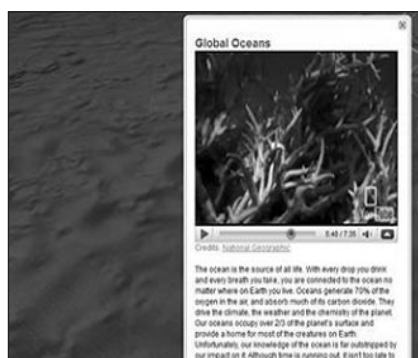 Global Oceans
5:40 / 7:35
Credits: National Geographic
The ocean is the source of all life. With every drop you drink
and every breath you take, you are connected to the ocean no
matter where on Earth you live. Oceans generate 70% of the
oxygen in the air, and absorb much of its carbon dioxide. They
drive the climate, the weather and the chemistry of the planet.
Our oceans occupy over 2/3 of the planet's surface and
provide a home for most of the creatures on Earth.
Unfortunately, our knowledge of the ocean is far outstripped by
our impact on it. Although time is running out, it isn't too late to